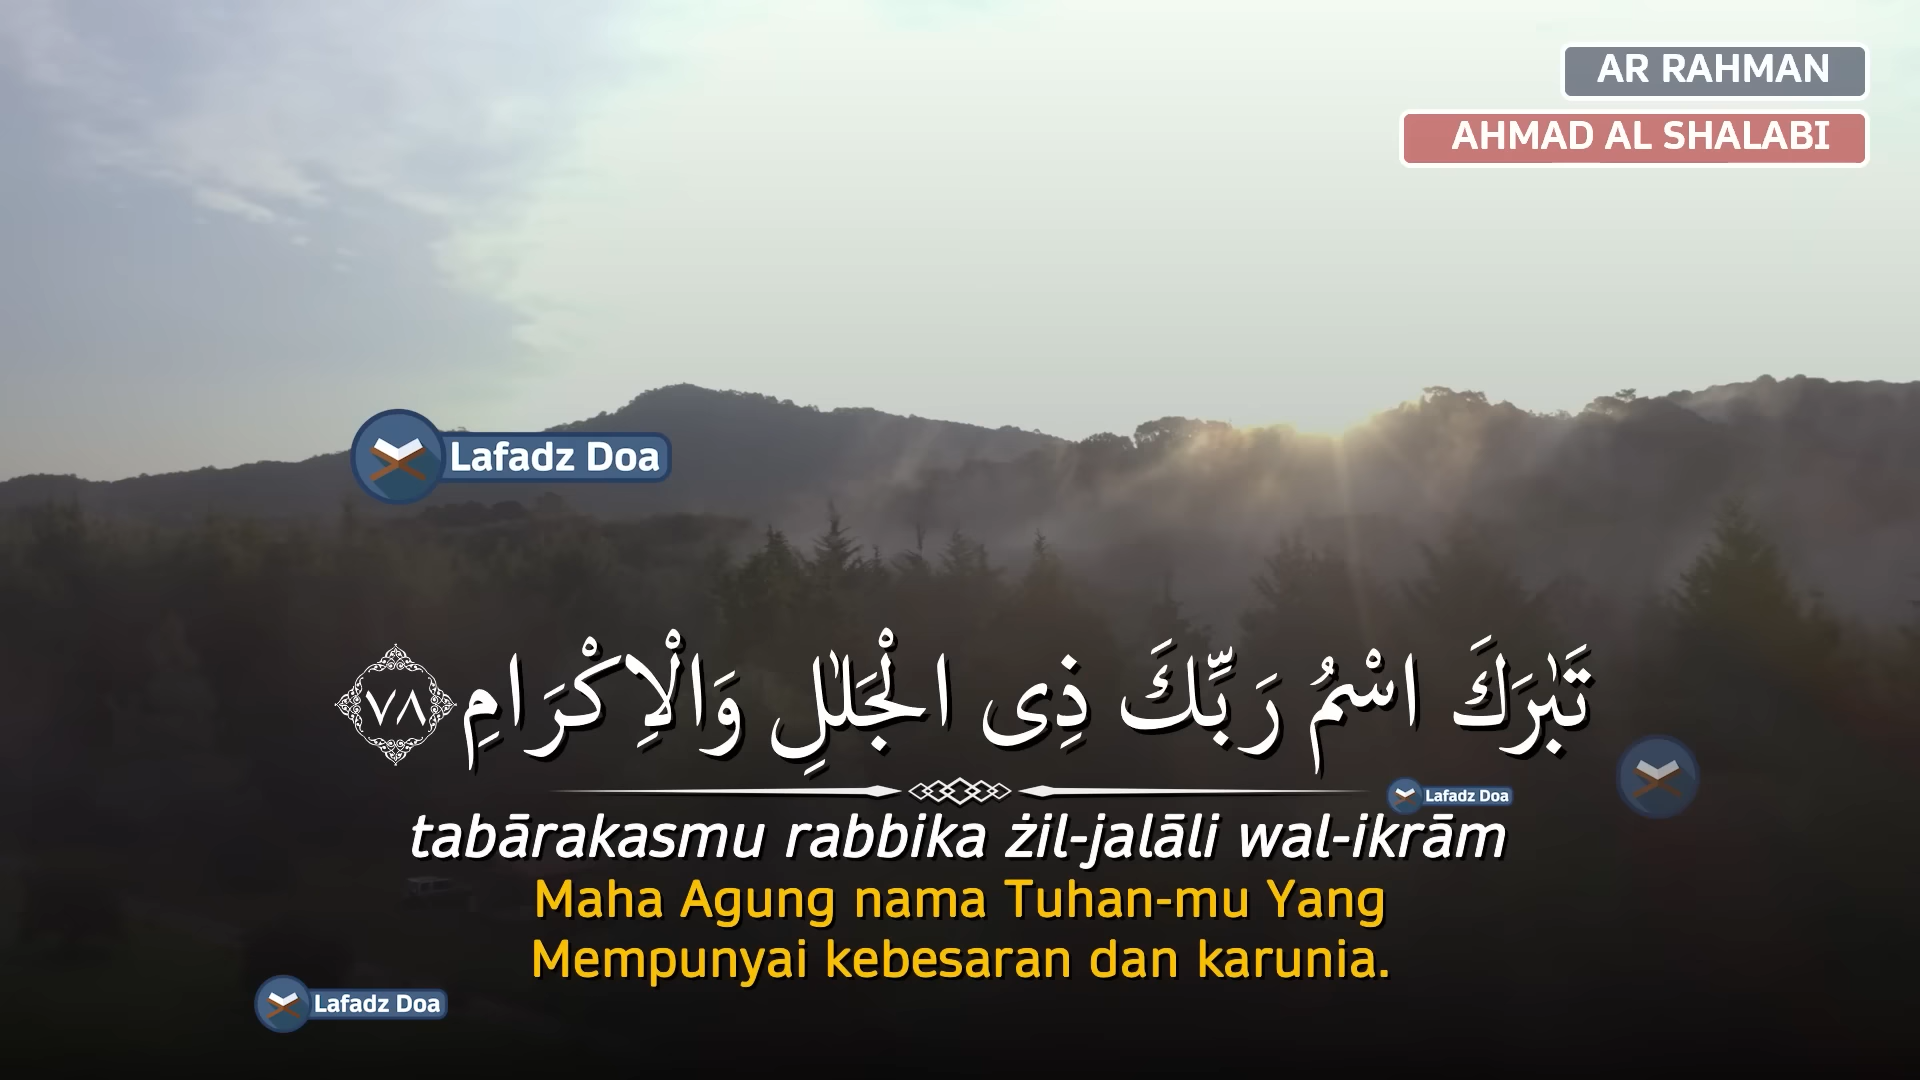 AR RAHMAN
AHMAD AL SHALABI
Lafadz Doa
تَبٰرَكَ اسْمُ رَبِّكَ ذِى الْجَلٰلِ وَالْاِكْرَامِ ٧٨
Lafadz Doa
tabārakasmu rabbika żil-jalāli wal-ikrām
Maha Agung nama Tuhan-mu Yang
Mempunyai kebesaran dan karunia.
Lafadz Doa